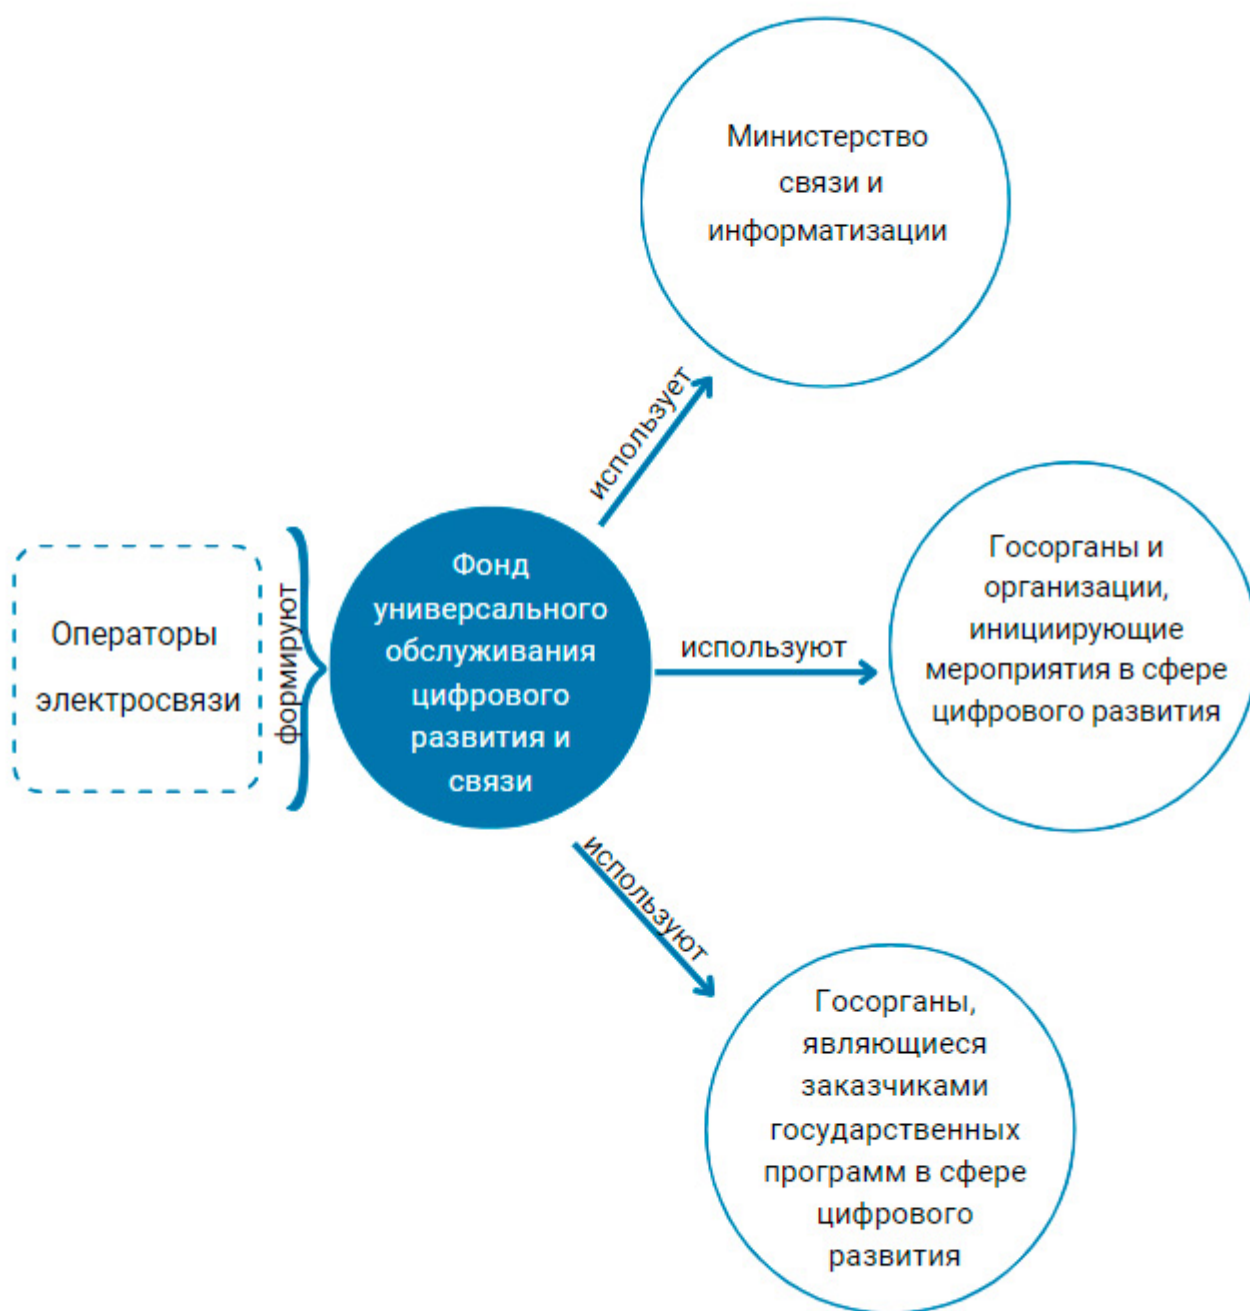 Министерство
связи и
информатизации
использует
Операторы
электросвязи
формируют
Фонд
универсального
обслуживания
цифрового
развития и
связи
используют
Госорганы и
организации,
инициирующие
мероприятия в сфере
цифрового развития
используют
Госорганы,
являющиеся
заказчиками
государственных
программ в сфере
цифрового
развития